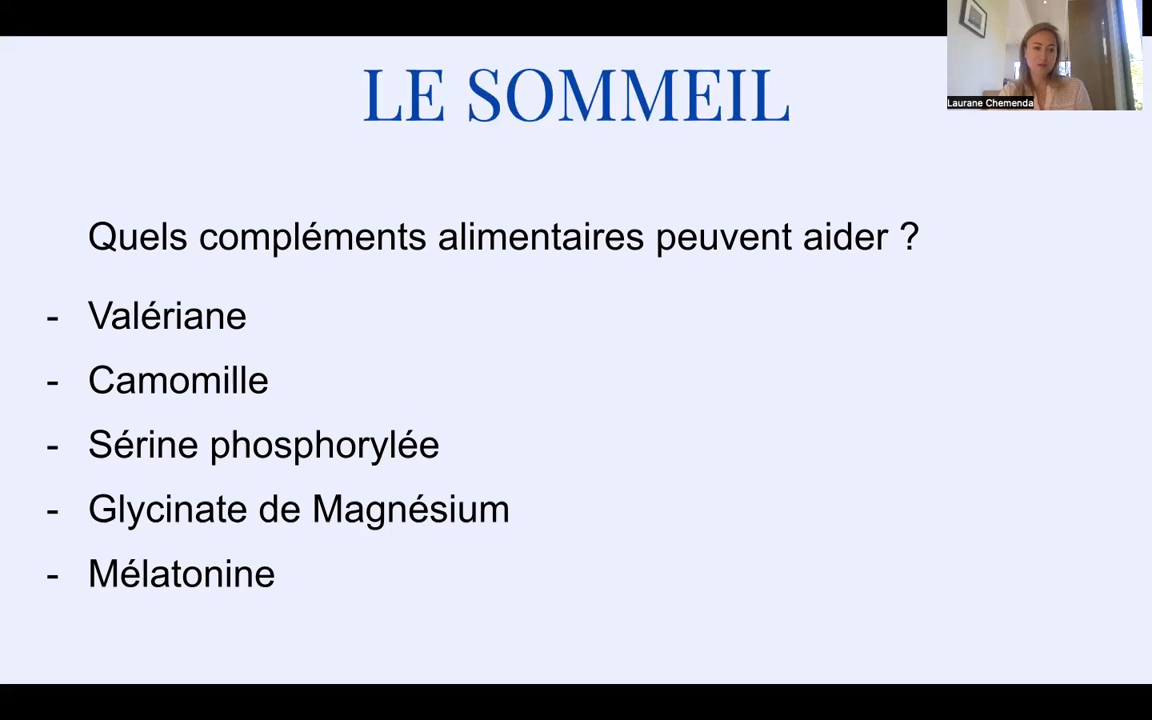 LE SOMMEIL
Laurane Chemenda
Quels compléments alimentaires peuvent aider ?
- Valériane
- Camomille
- Sérine phosphorylée
- Glycinate de Magnésium
- Mélatonine